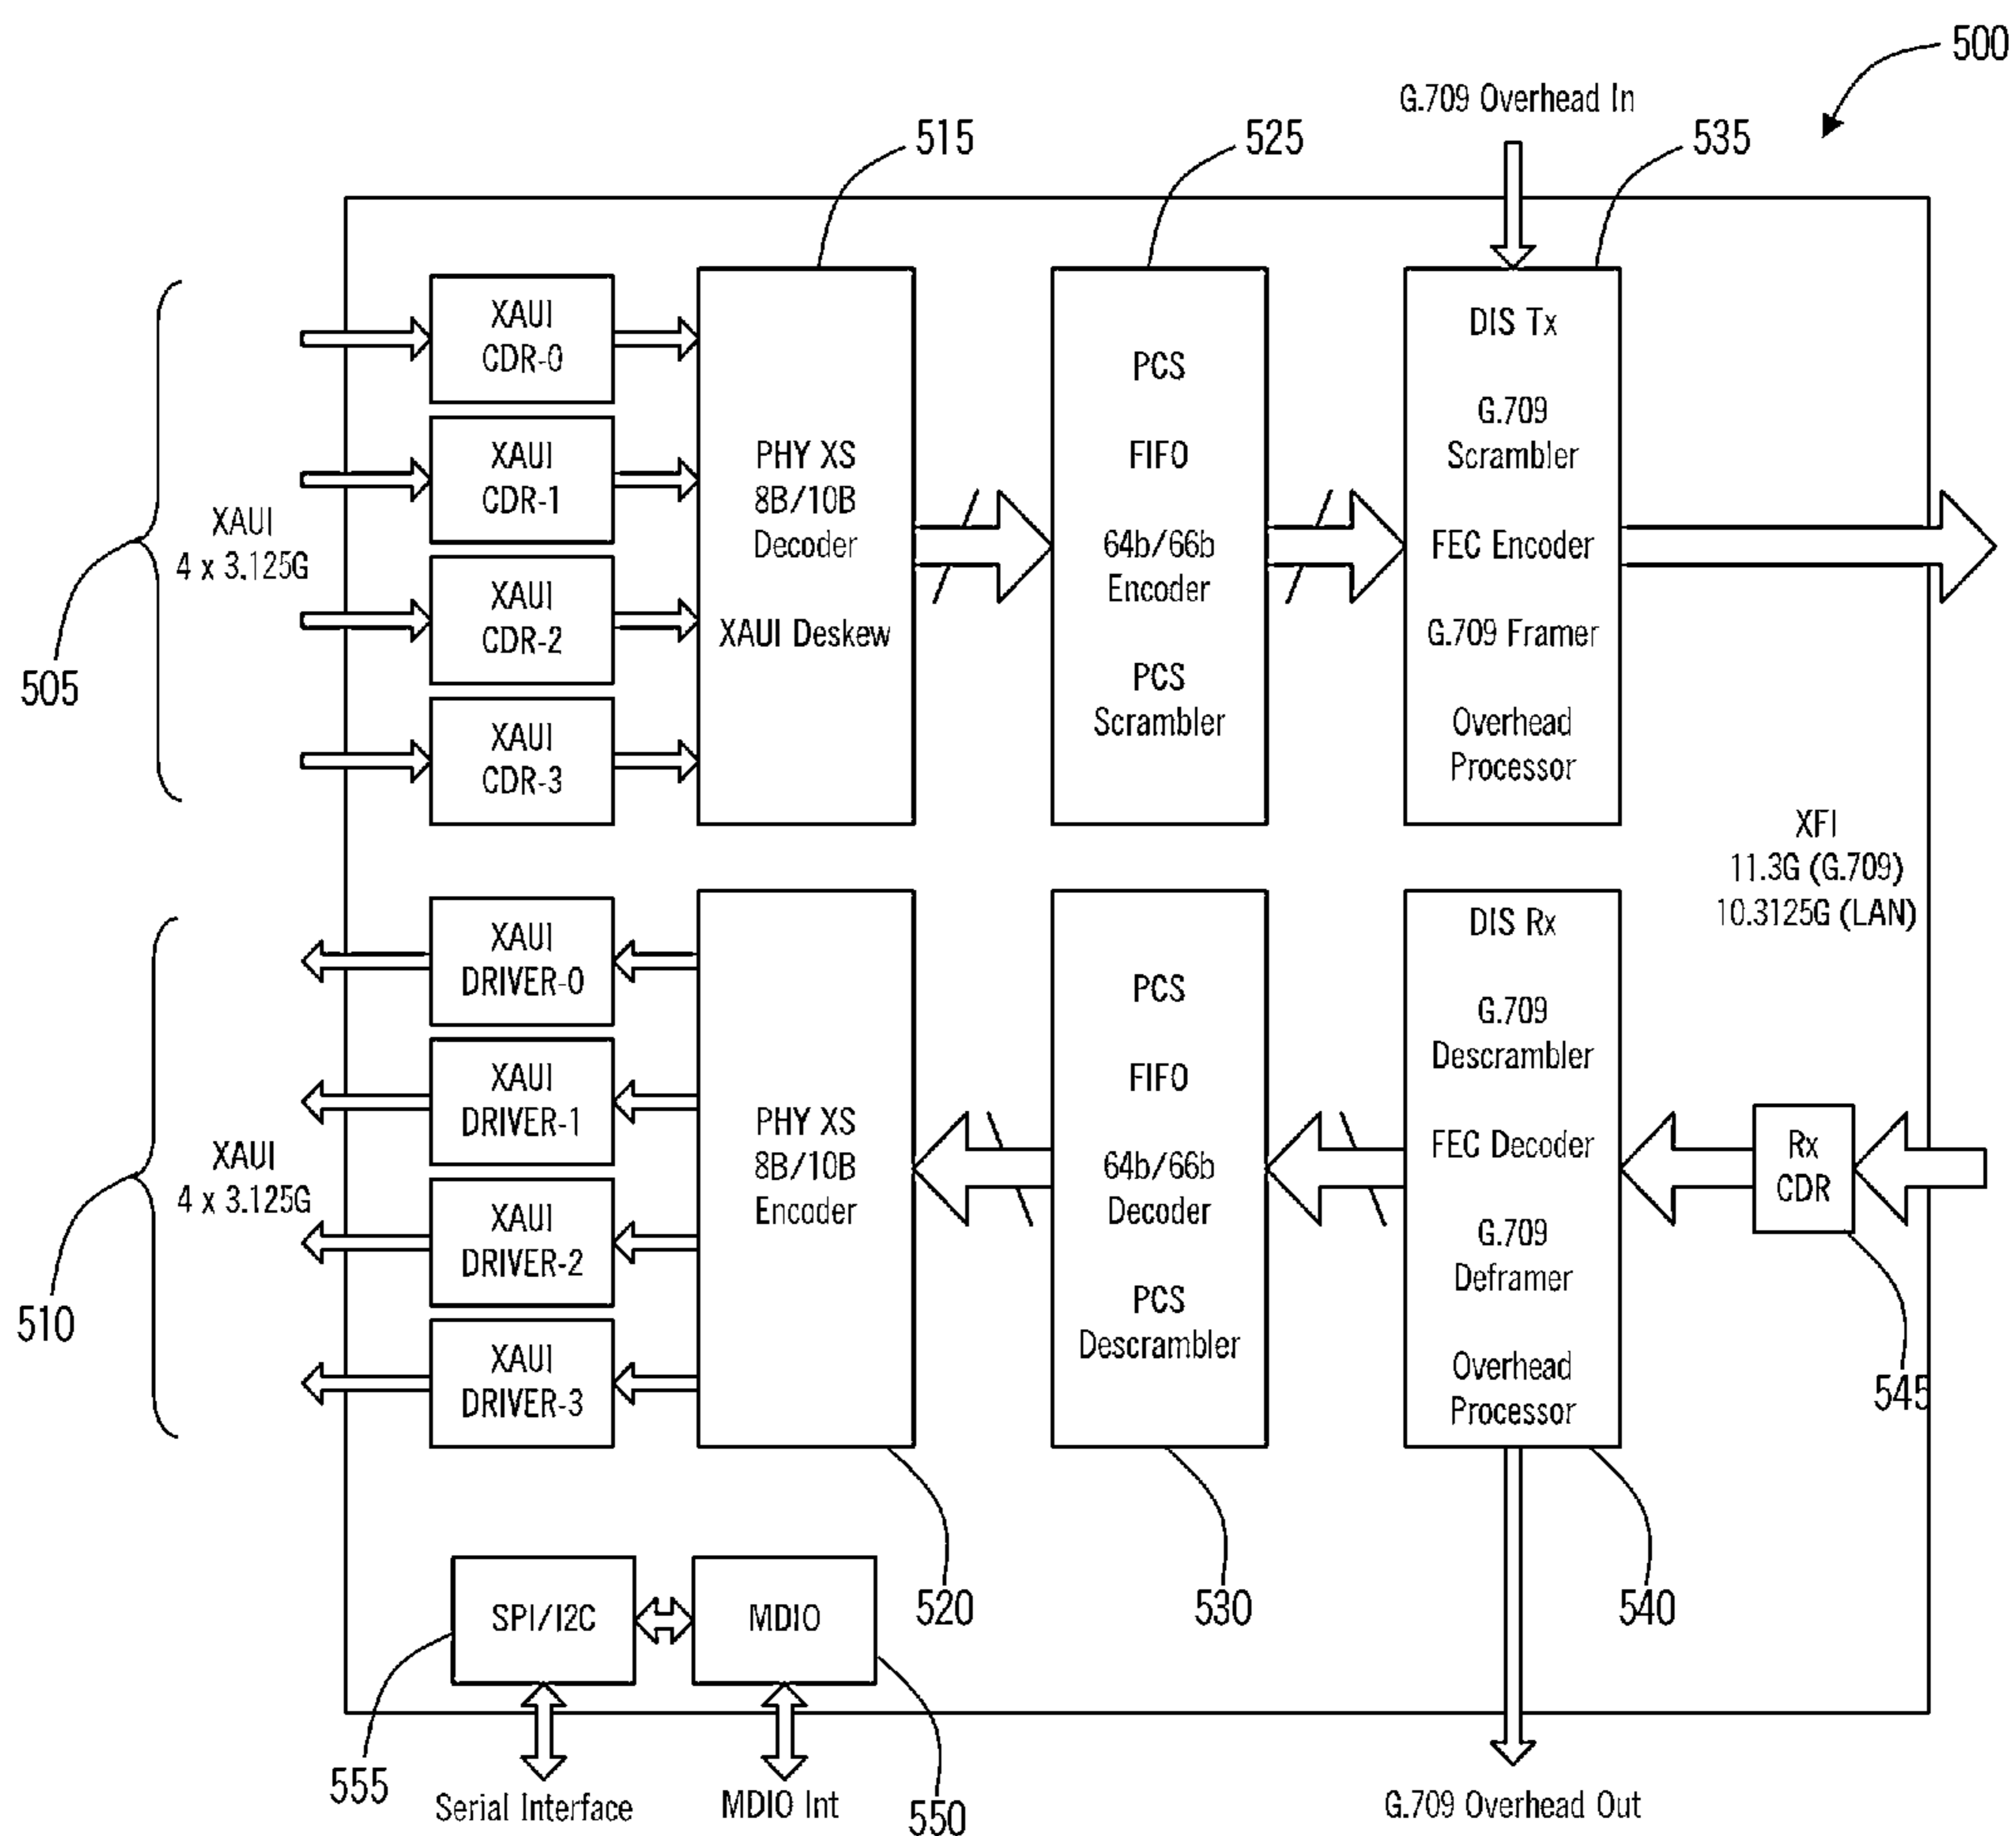 500
G.709 Overhead In
515
525
535
XAUI
CDR-0
XAUI
CDR-1
XAUI
CDR-2
XAUI
CDR-3
XAUI
4 x 3.125G
505
PHY XS
8B/10B
Decoder
XAUI Deskew
PCS
FIFO
64b/66b
Encoder
PCS
Scrambler
DIS Tx
G.709
Scrambler
FEC Encoder
G.709 Framer
Overhead
Processor
XFI
11.3G (G.709)
10.3125G (LAN)
XAUI
DRIVER-0
XAUI
DRIVER-1
XAUI
DRIVER-2
XAUI
DRIVER-3
XAUI
4 x 3.125G
510
PHY XS
8B/10B
Encoder
PCS
FIFO
64b/66b
Decoder
PCS
Descrambler
DIS Rx
G.709
Descrambler
FEC Decoder
G.709
Deframer
Overhead
Processor
Rx
CDR
545
520
530
540
SPI/I2C
MDIO
555
Serial Interface
MDIO Int
550
G.709 Overhead Out